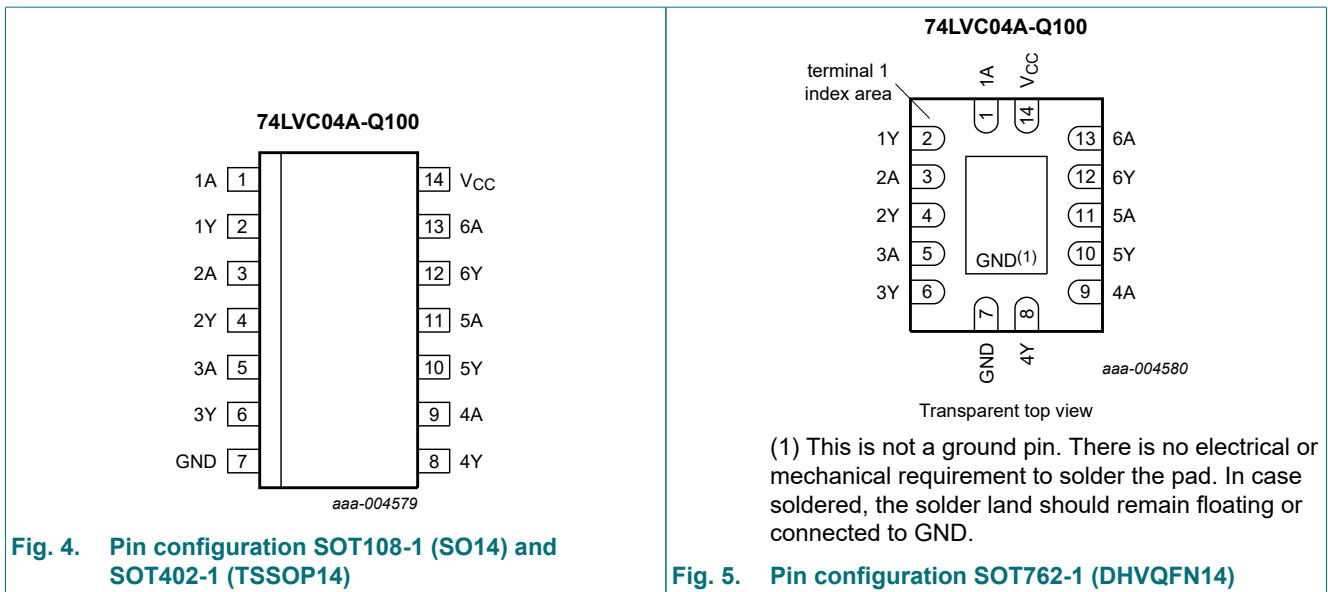 74LVC04A-Q100
1A 1 14 VCC
1Y 2 13 6A
2A 3 12 6Y
2Y 4 11 5A
3A 5 10 5Y
3Y 6 9 4A
GND 7 8 4Y
aaa-004579
Fig. 4. Pin configuration SOT108-1 (SO14) and
SOT402-1 (TSSOP14)
74LVC04A-Q100
terminal 1
index area
1A VCC
1 14
1Y 2 13 6A
2A 3 12 6Y
2Y 4 11 5A
3A 5 10 5Y
GND(1)
3Y 6 9 4A
7 8
GND 4Y
aaa-004580
Transparent top view
(1) This is not a ground pin. There is no electrical or
mechanical requirement to solder the pad. In case
soldered, the solder land should remain floating or
connected to GND.
Fig. 5. Pin configuration SOT762-1 (DHVQFN14)